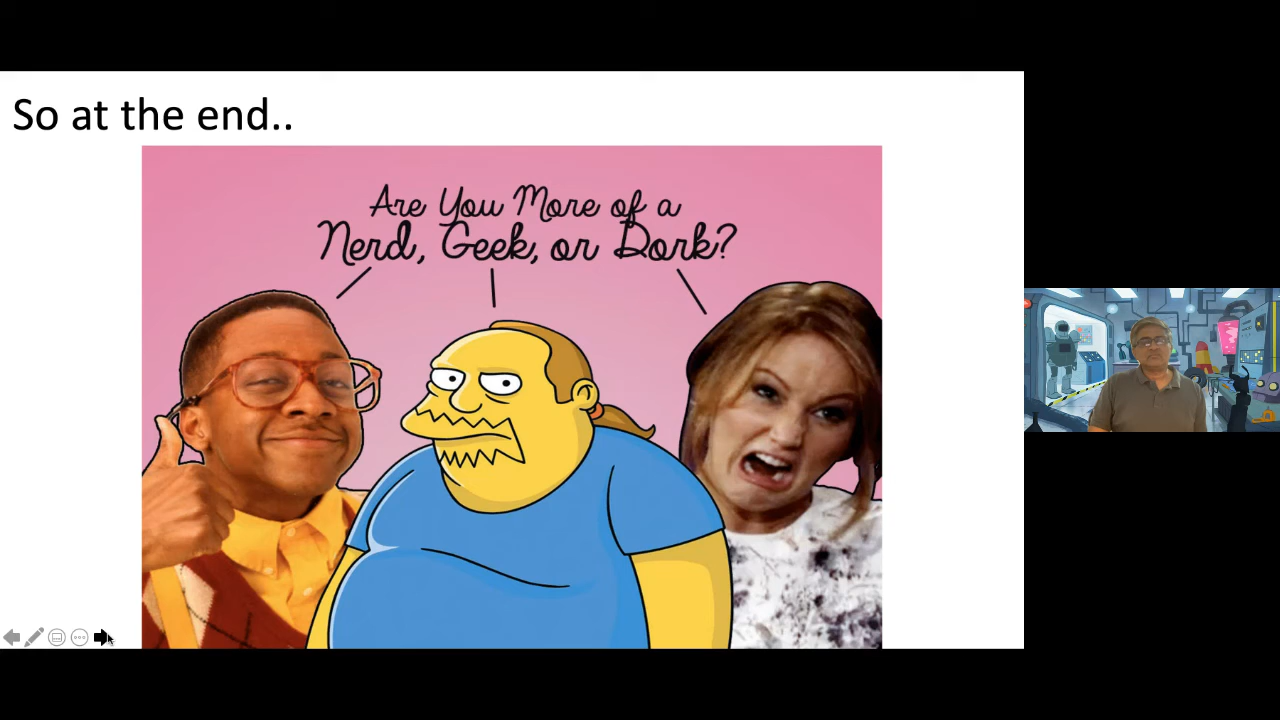 So at the end..
Are You More of a
Nerd, Geek, or Dork?